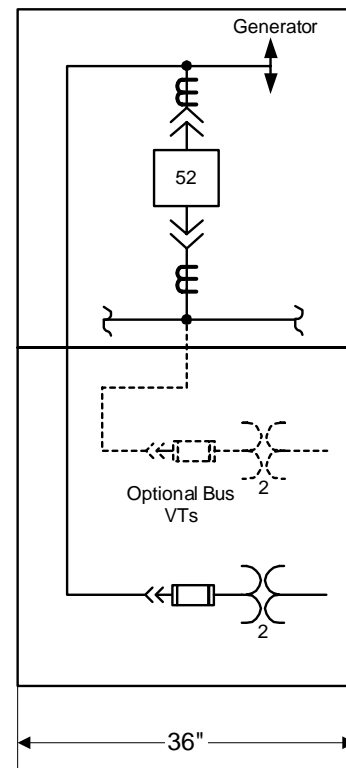 Generator
52
2
Optional Bus
VTs
2
36"